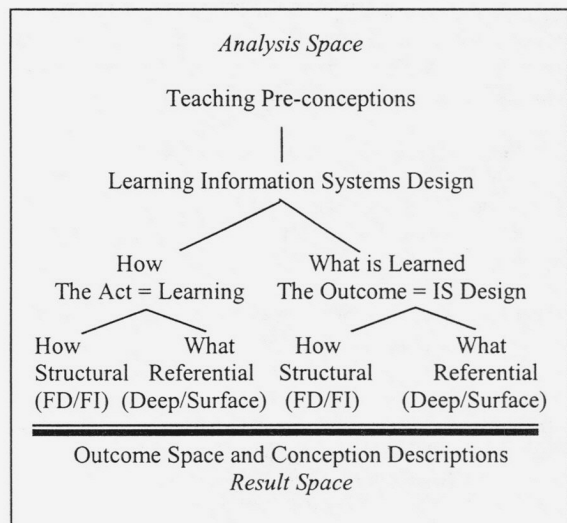 Analysis Space
Teaching Pre-conceptions
Learning Information Systems Design
How What is Learned
The Act = Learning The Outcome = IS Design
How What How What
Structural Referential Structural Referential
(FD/FI) (Deep/Surface) (FD/FI) (Deep/Surface)
Outcome Space and Conception Descriptions
Result Space